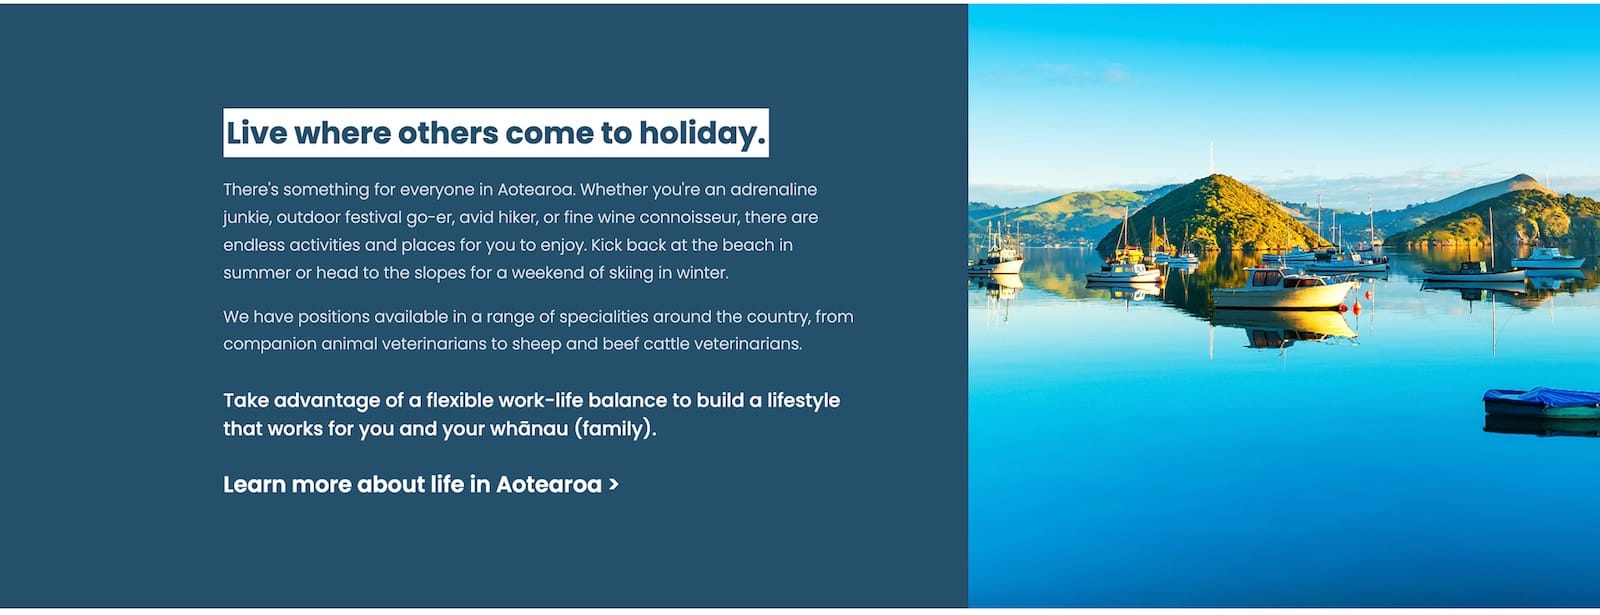 Live where others come to holiday.
There's something for everyone in Aotearoa. Whether you're an adrenaline
junkie, outdoor festival go-er, avid hiker, or fine wine connoisseur, there are
endless activities and places for you to enjoy. Kick back at the beach in
summer or head to the slopes for a weekend of skiing in winter.
We have positions available in a range of specialities around the country, from
companion animal veterinarians to sheep and beef cattle veterinarians.
Take advantage of a flexible work-life balance to build a lifestyle
that works for you and your whānau (family).
Learn more about life in Aotearoa >